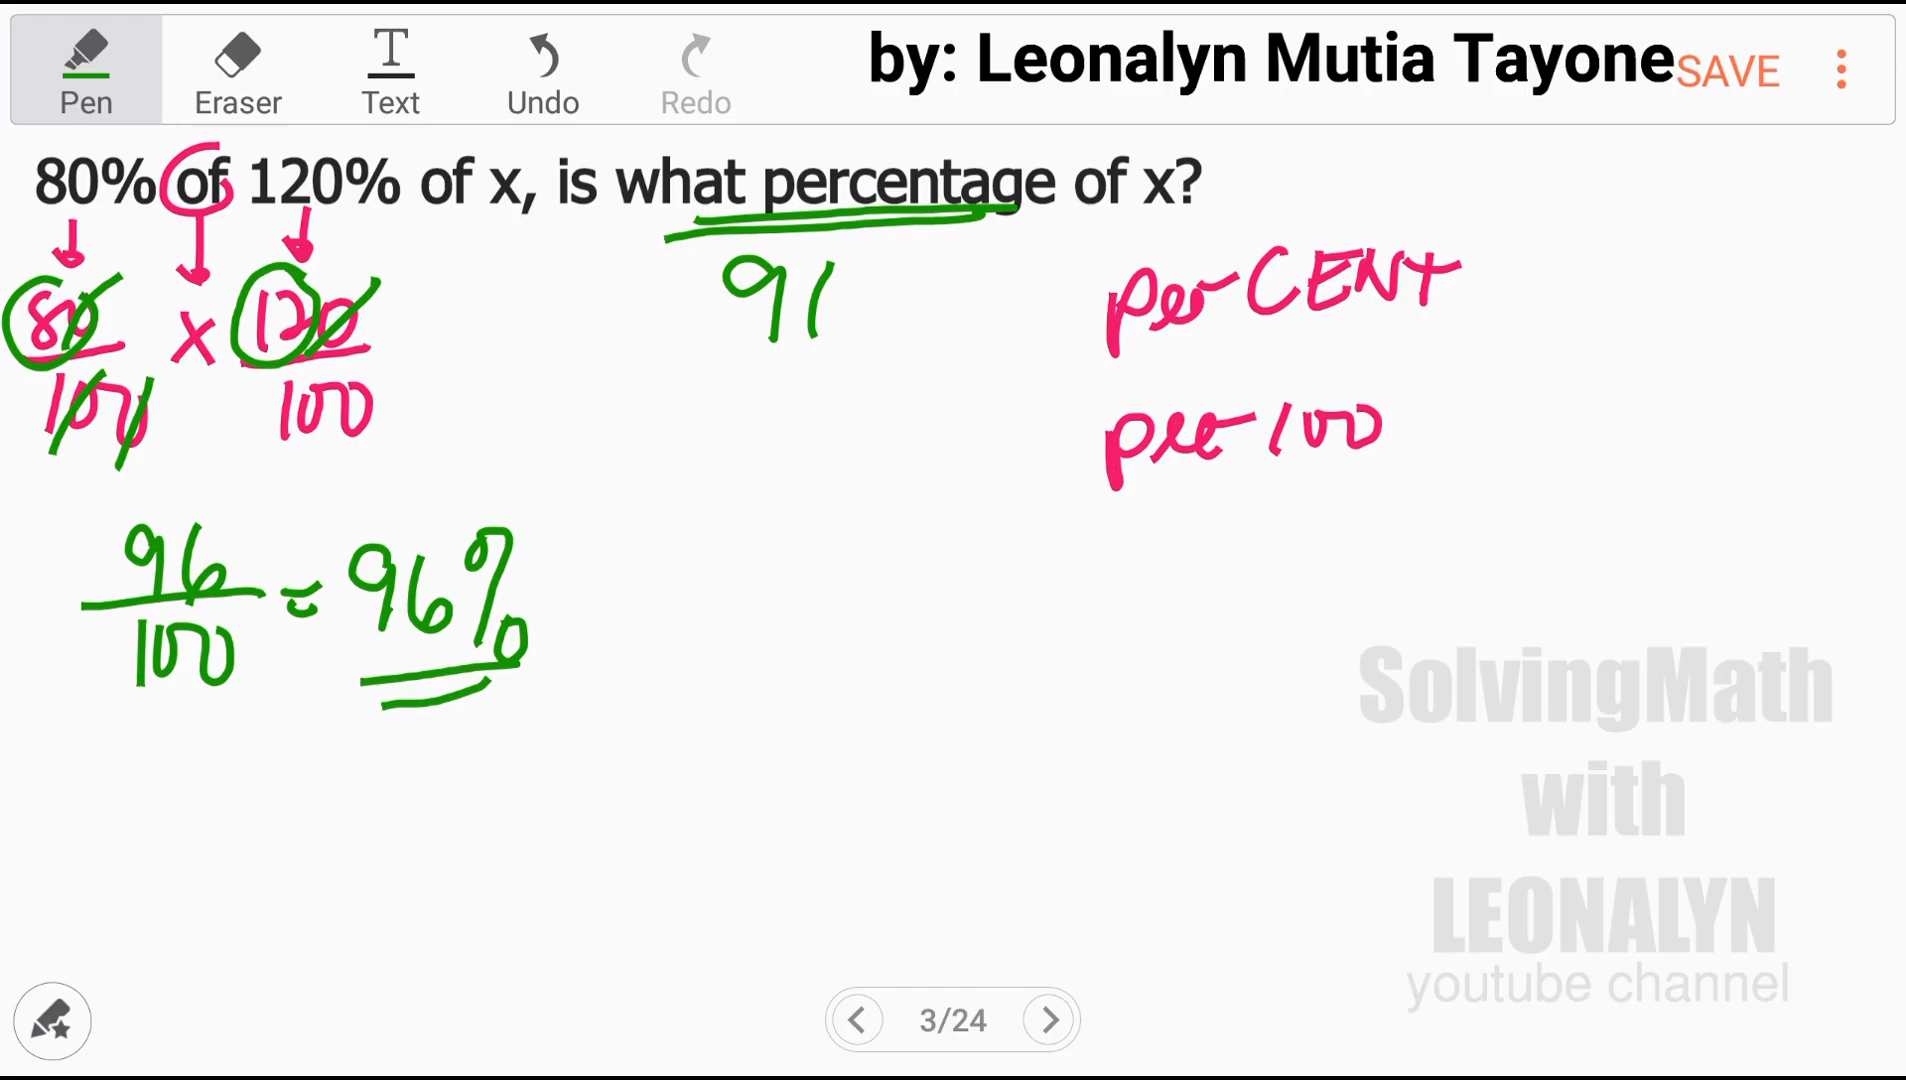 by: Leonalyn Mutia Tayone
SAVE
Pen
Eraser
Text
Undo
Redo
80% of 120% of x, is what percentage of x?
80
x
120
100
100
9
per CENT
per 100
96
100
= 96%
SolvingMath
with
LEONALYN
youtube channel
3/24